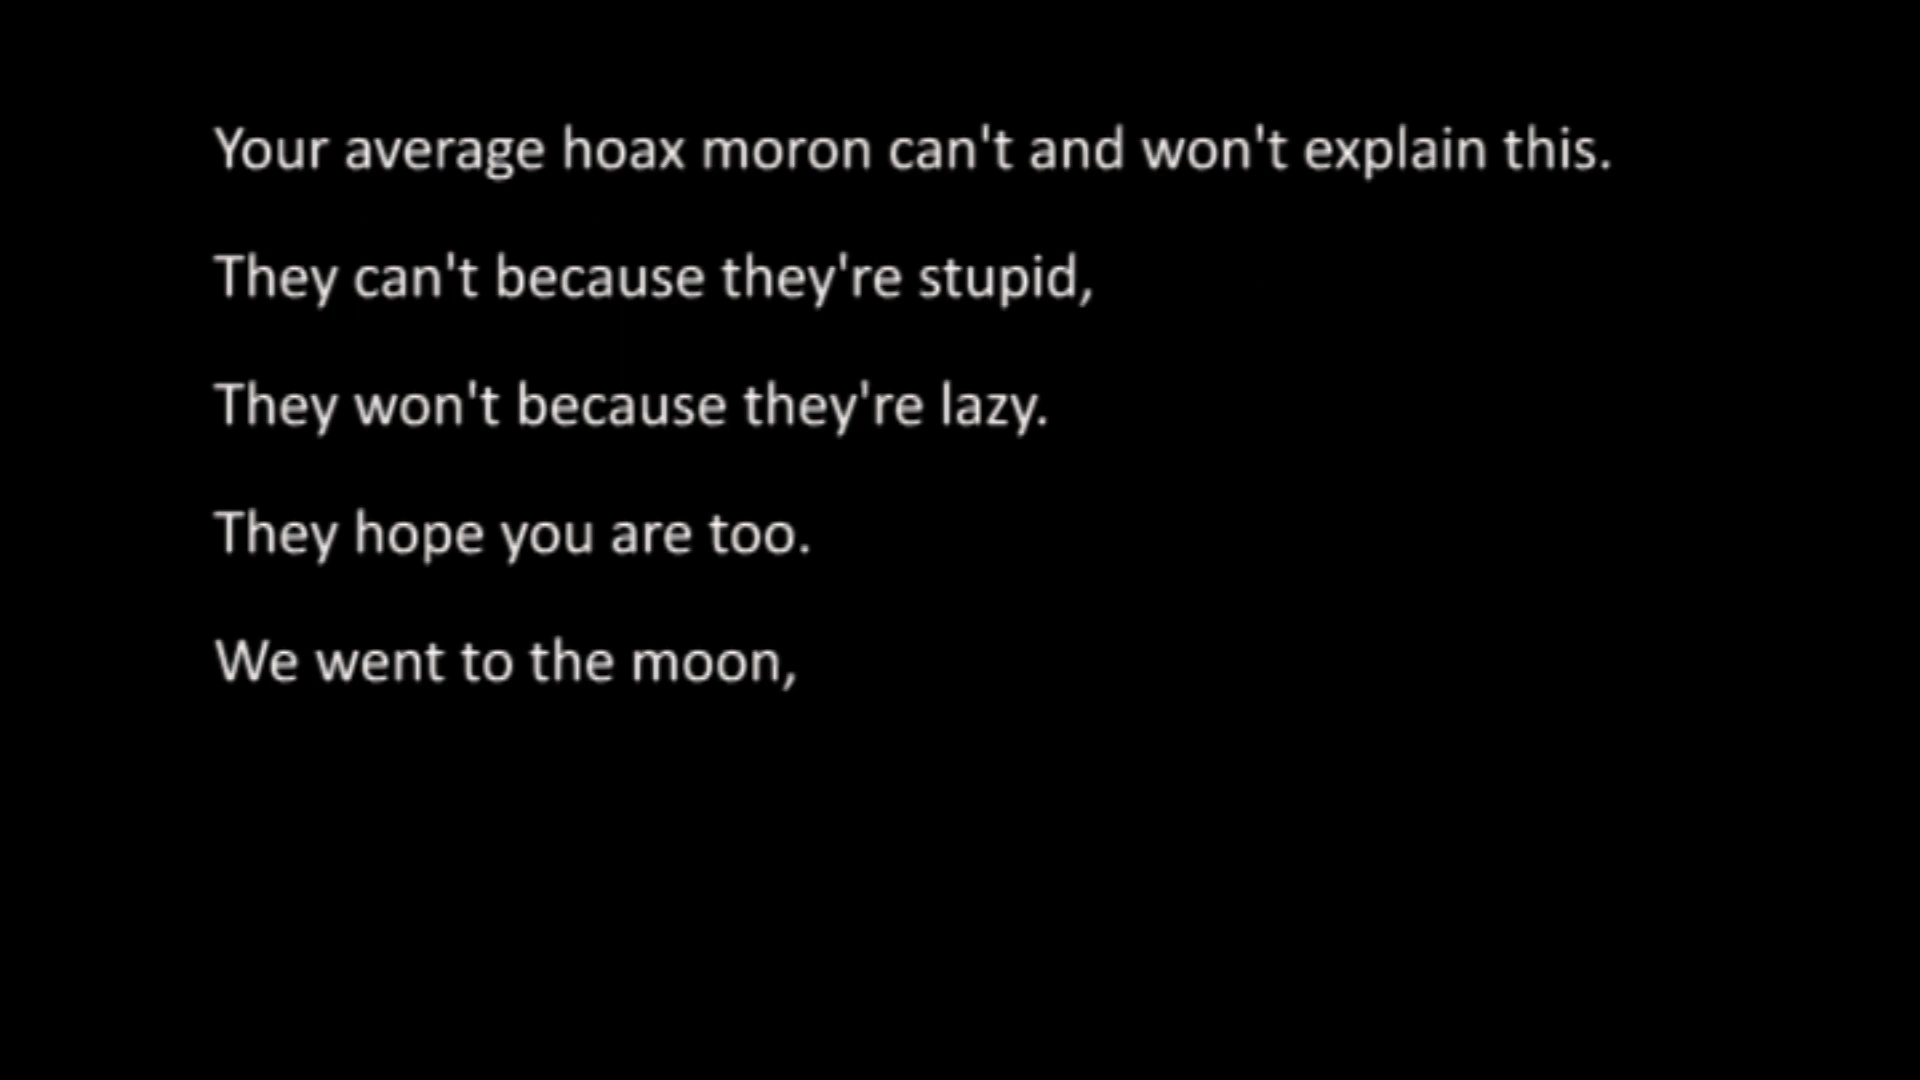 Your average hoax moron can't and won't explain this.
They can't because they're stupid,
They won't because they're lazy.
They hope you are too.
We went to the moon,